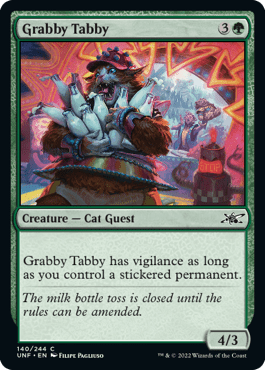 Grabby Tabby 3
Creature — Cat Guest
Grabby Tabby has vigilance as long
as you control a stickered permanent.
The milk bottle toss is closed until the
rules can be amended.
4/3
140/244 C
UNF • EN Filipe Pagliuso
™ & © 2022 Wizards of the Coast